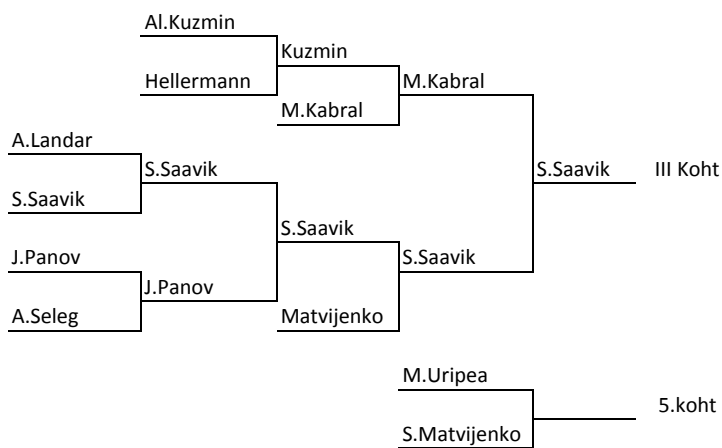 Al.Kuzmin
Kuzmin
Hellermann
M.Kabral
M.Kabral
A.Landar
S.Saavik
S.Saavik
III Koht
S.Saavik
S.Saavik
J.Panov
S.Saavik
J.Panov
A.Seleg
Matvijenko
M.Uripea
5.koht
S.Matvijenko